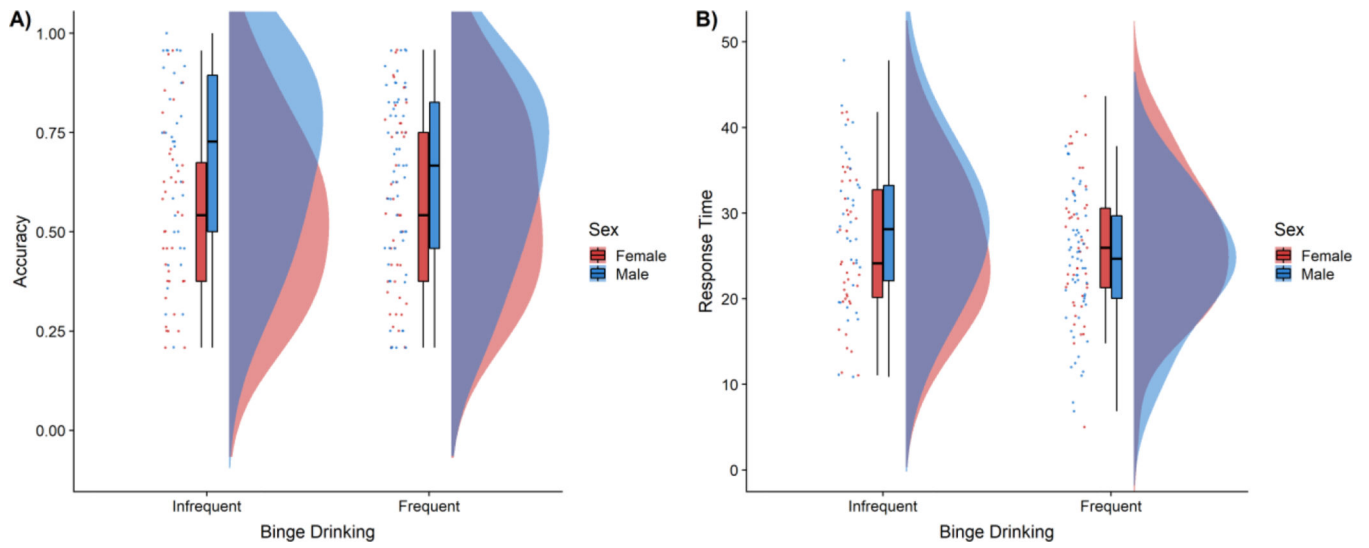 A)
Accuracy
1.00
0.75
0.50
0.25
0.00
Infrequent
Frequent
Binge Drinking
Sex
Female
Male
B)
Response Time
50
40
30
20
10
0
Infrequent
Frequent
Binge Drinking
Sex
Female
Male